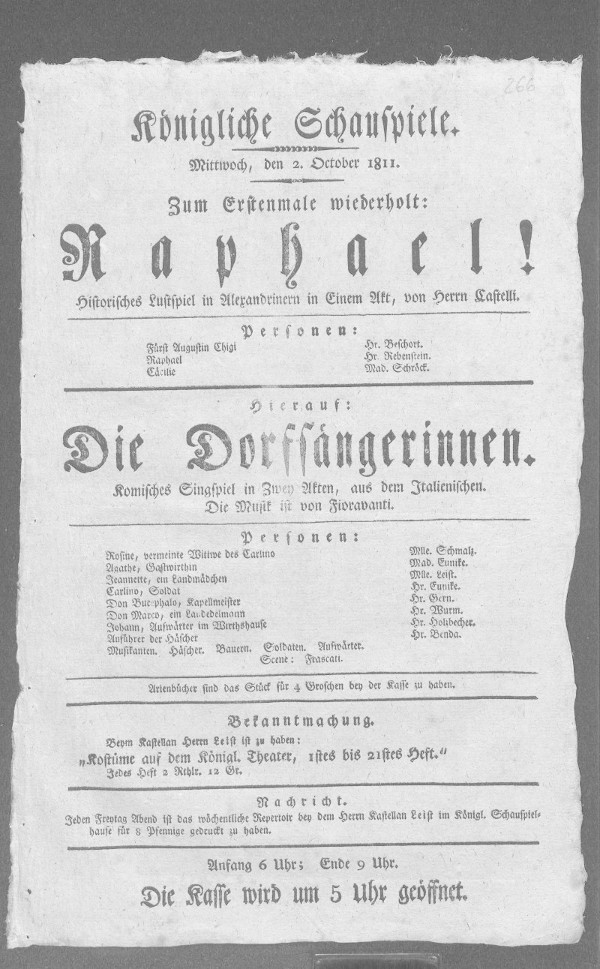 266
Königliche Schauspiele.
Mittwoch, den 2. October 1811.
Zum Erstenmale wiederholt:
Raphael!
Historisches Lustspiel in Alexandrinern in Einem Akt, von Herrn Castelli.
Personen:
Fürst Augustin Chigi Hr. Beschort.
Raphael Hr. Rebenstein.
Cäcilie Mad. Schröck.
Hierauf:
Die Dorfsängerinnen.
Komisches Singspiel in Zwey Akten, aus dem Italienischen.
Die Musik ist von Fioravanti.
Personen:
Rosine, vermeinte Wittwe des Carlino Mlle. Schmalz.
Agathe, Gastwirthin Mad. Eunike.
Jeannette, ein Landmädchen Mlle. Leist.
Carlino, Soldat Hr. Eunike.
Don Bucephalo, Kapellmeister Hr. Gern.
Don Marco, ein Landedelmann Hr. Wurm.
Johann, Aufwärter im Wirthshause Hr. Holzbecher.
Anführer der Häscher Hr. Benda.
Musikanten. Häscher. Bauern. Soldaten. Aufwärter.
Scene: Frascati.
Arienbücher sind das Stück für 4 Groschen bey der Kasse zu haben.
Bekanntmachung.
Beym Kastellan Herrn Leist ist zu haben:
„Kostüme auf dem Königl. Theater, 1stes bis 21stes Heft.“
Jedes Heft 2 Rthlr. 12 Gr.
Nachricht.
Jeden Freytag Abend ist das wöchentliche Repertoir bey dem Herrn Kastellan Leist im Königl. Schauspiel-
hause für 8 Pfennige gedruckt zu haben.
Anfang 6 Uhr; Ende 9 Uhr.
Die Kasse wird um 5 Uhr geöffnet.